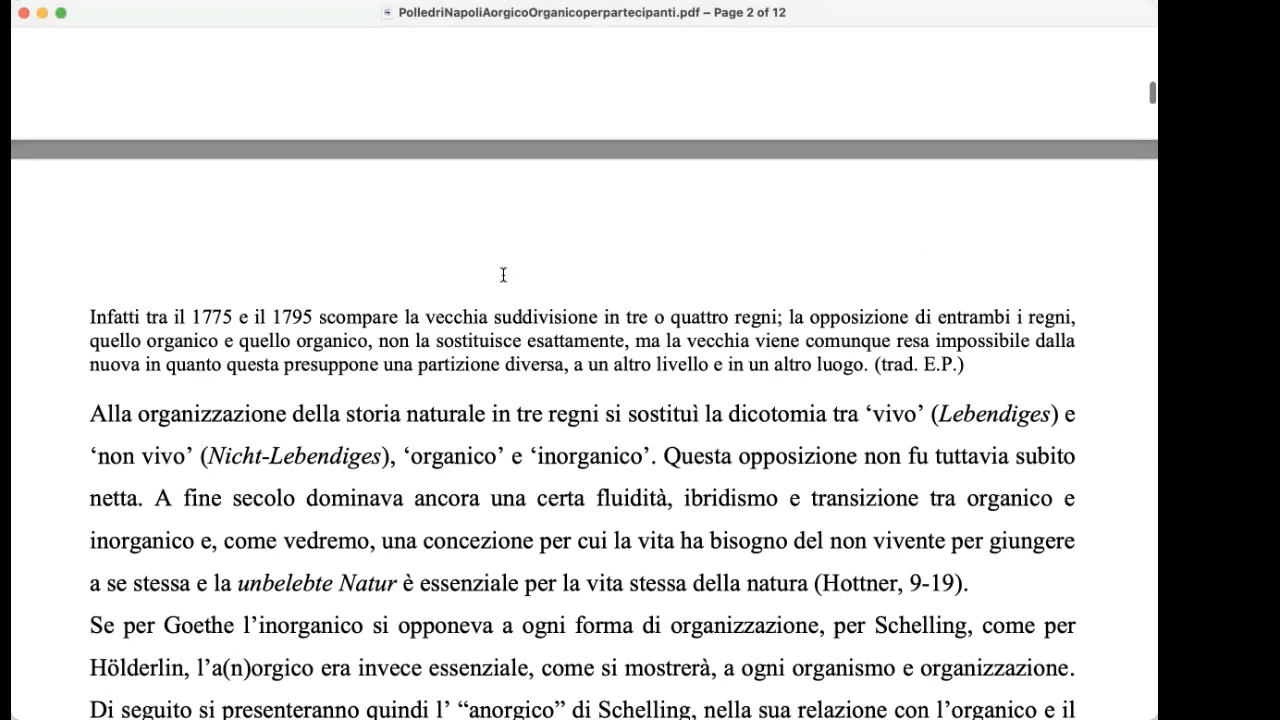 PolledriNapoliAorgicoOrganicoperpartecipanti.pdf – Page 2 of 12
Infatti tra il 1775 e il 1795 scompare la vecchia suddivisione in tre o quattro regni; la opposizione di entrambi i regni,
quello organico e quello organico, non la sostituisce esattamente, ma la vecchia viene comunque resa impossibile dalla
nuova in quanto questa presuppone una partizione diversa, a un altro livello e in un altro luogo. (trad. E.P.)
Alla organizzazione della storia naturale in tre regni si sostituì la dicotomia tra ‘vivo’ (Lebendiges) e
‘non vivo’ (Nicht-Lebendiges), ‘organico’ e ‘inorganico’. Questa opposizione non fu tuttavia subito
netta. A fine secolo dominava ancora una certa fluidità, ibridismo e transizione tra organico e
inorganico e, come vedremo, una concezione per cui la vita ha bisogno del non vivente per giungere
a se stessa e la unbelebte Natur è essenziale per la vita stessa della natura (Hottner, 9-19).
Se per Goethe l’inorganico si opponeva a ogni forma di organizzazione, per Schelling, come per
Hölderlin, l’a(n)orgico era invece essenziale, come si mostrerà, a ogni organismo e organizzazione.
Di seguito si presenteranno quindi l’ “anorgico” di Schelling, nella sua relazione con l’organico e il